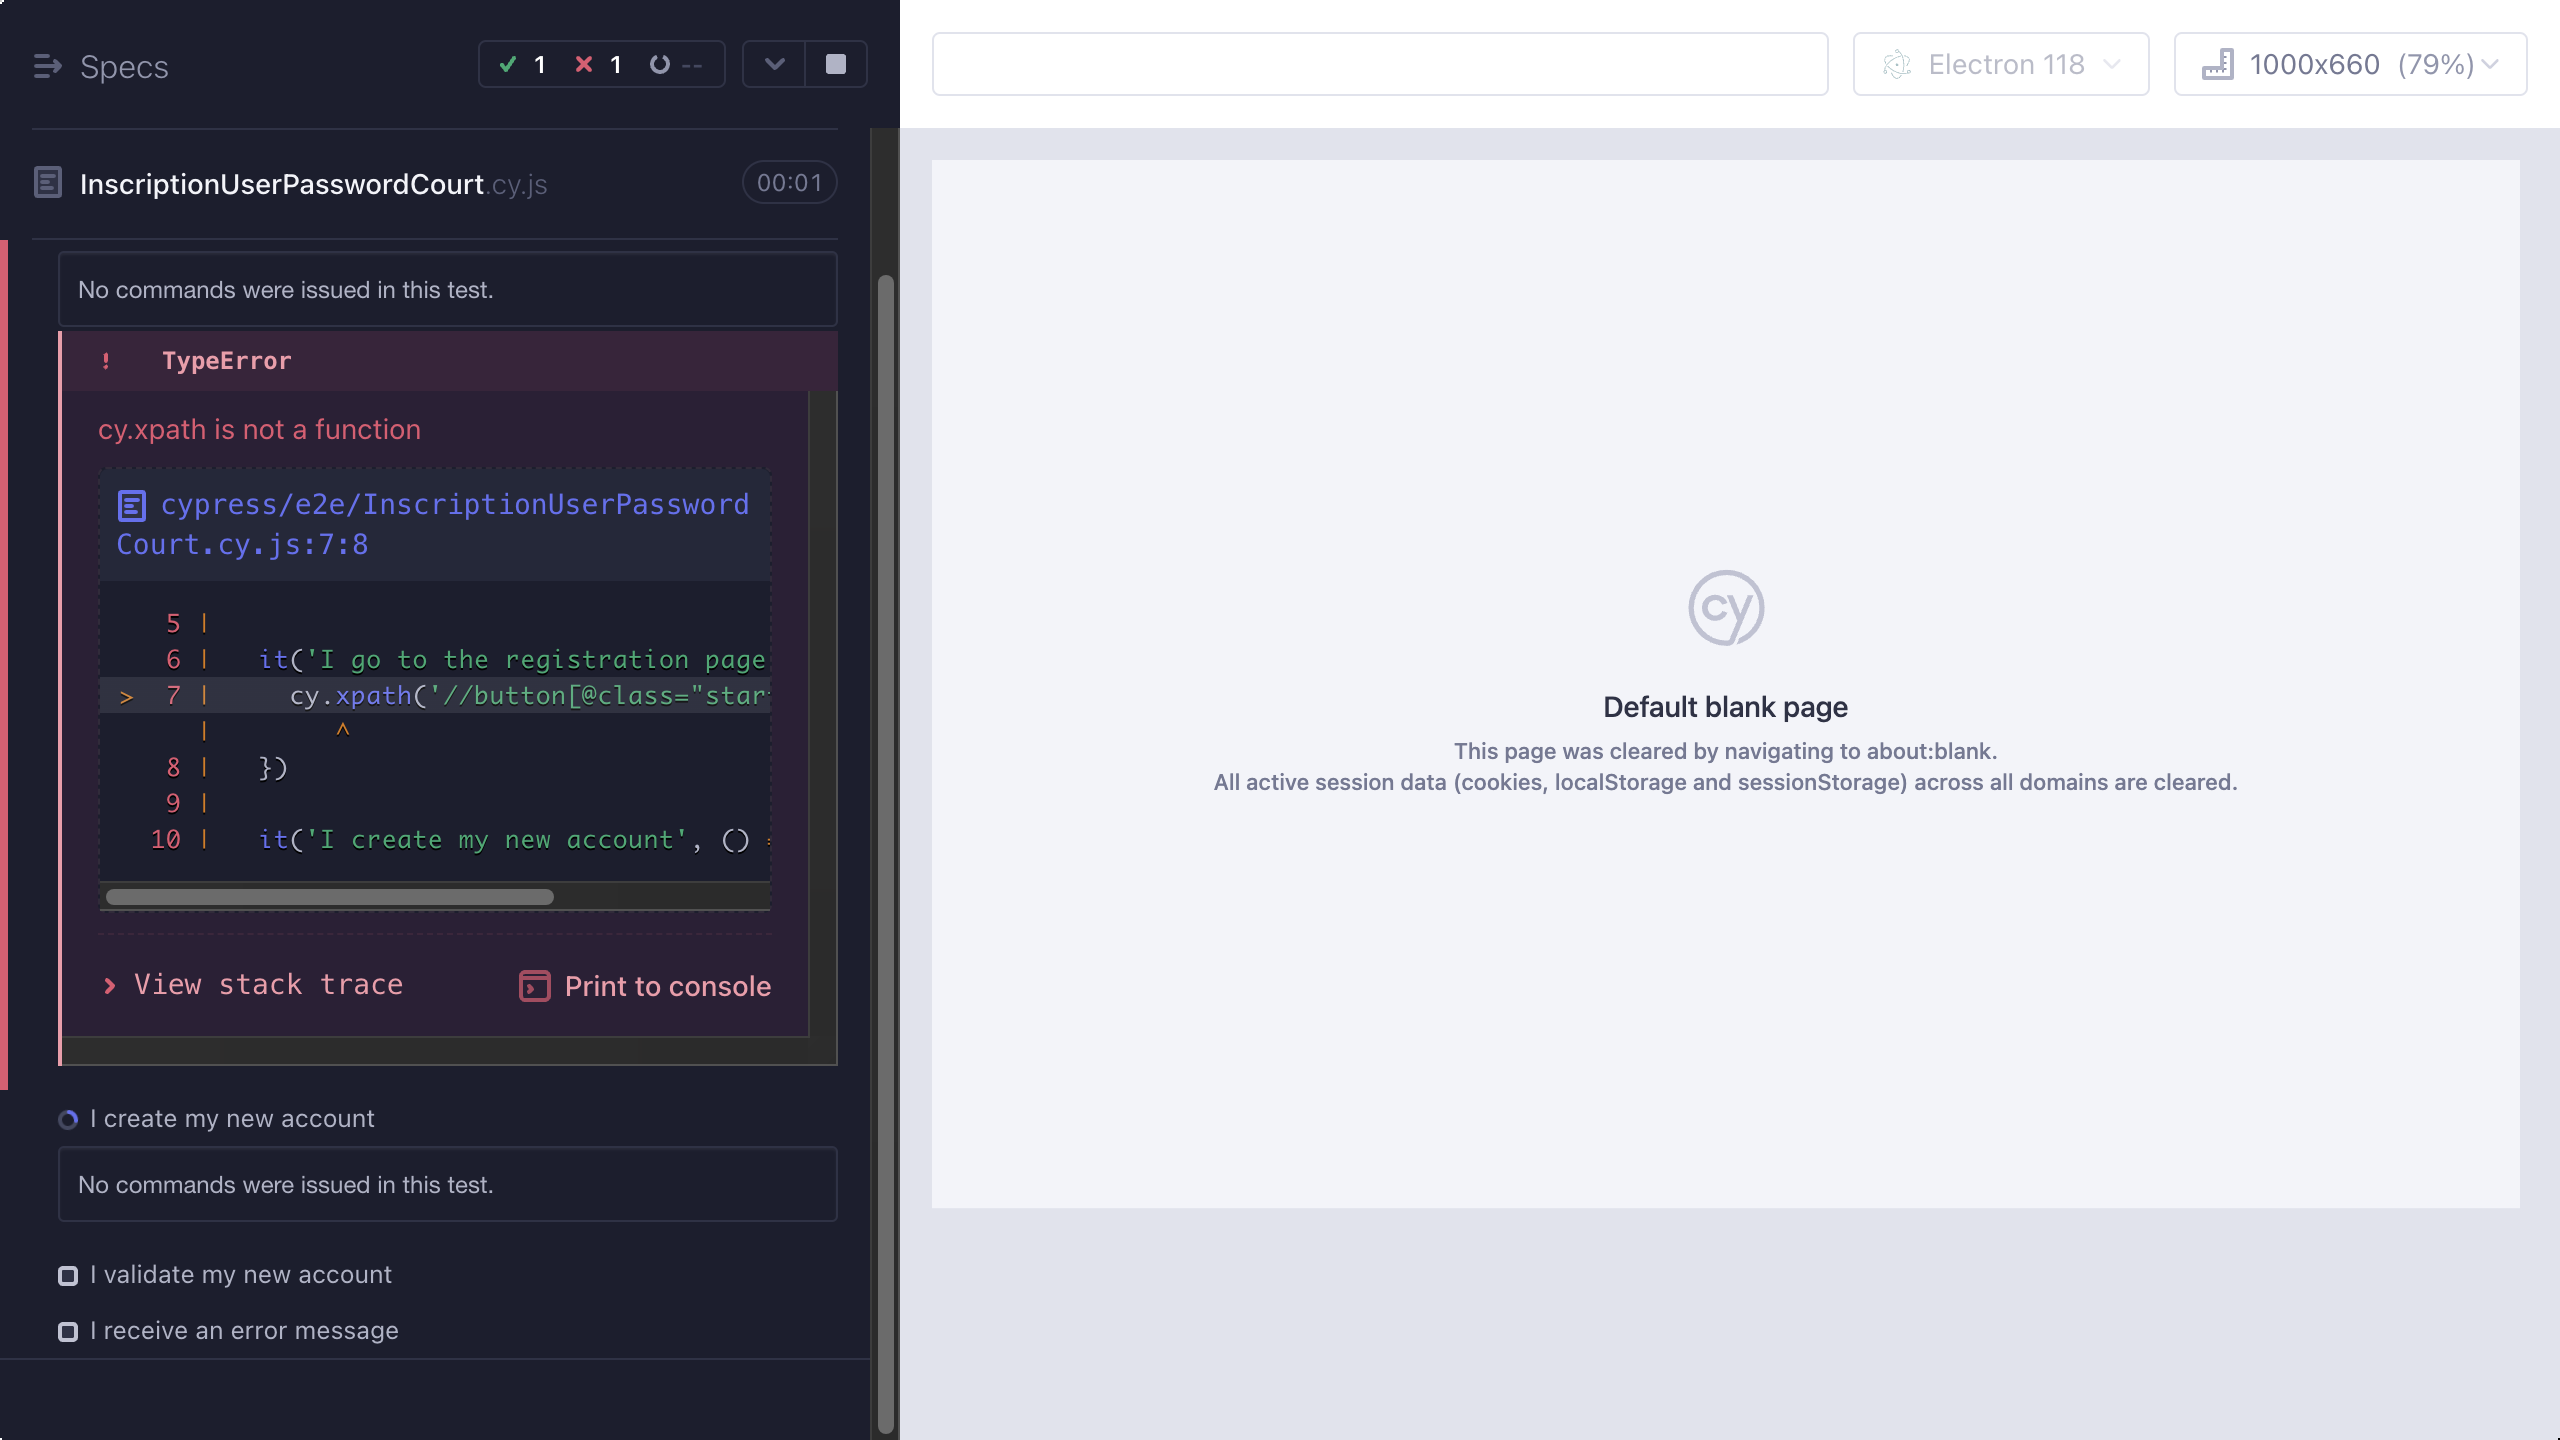 Specs
1 1 --
InscriptionUserPasswordCourt.cy.js 00:01
No commands were issued in this test.
! TypeError
cy.xpath is not a function
cypress/e2e/InscriptionUserPassword
Court.cy.js:7:8
5 |
6 | it('I go to the registration page
> 7 | cy.xpath('//button[@class="star
| ^
8 | })
9 |
10 | it('I create my new account', ()
> View stack trace
Print to console
I create my new account
No commands were issued in this test.
I validate my new account
I receive an error message
Electron 118
1000x660 (79%)
cy
Default blank page
This page was cleared by navigating to about:blank.
All active session data (cookies, localStorage and sessionStorage) across all domains are cleared.